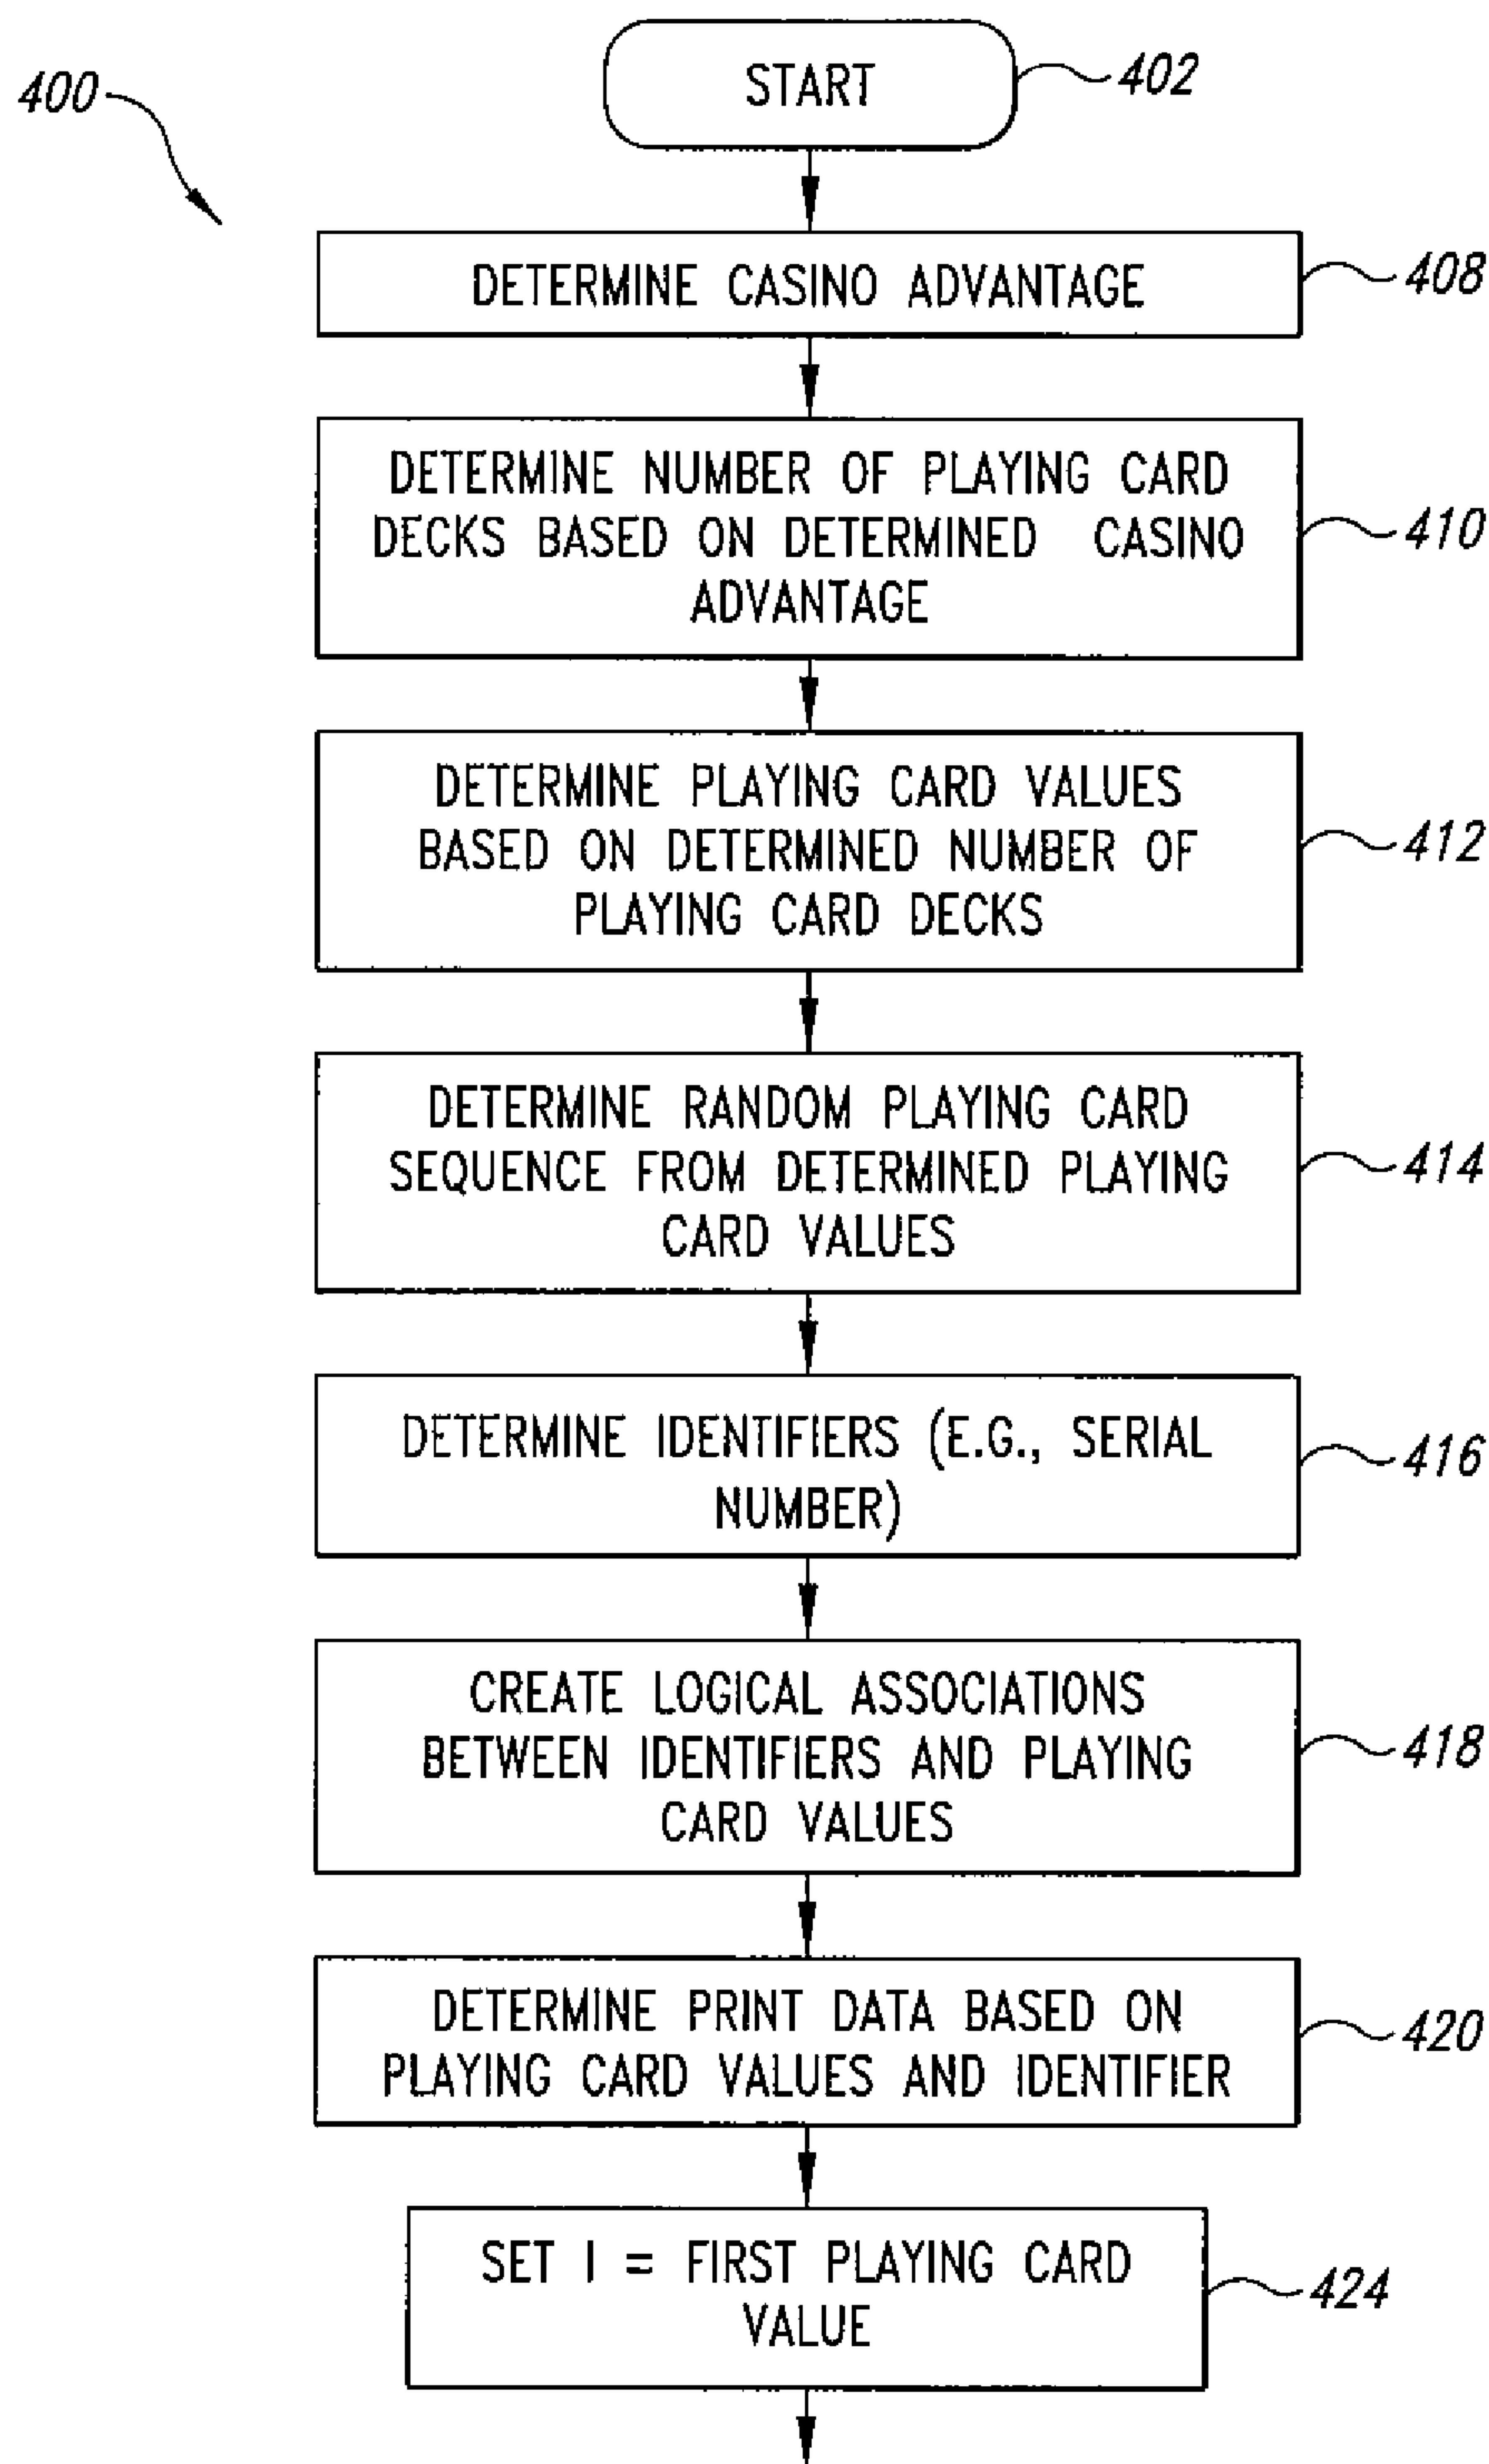 400
START
402
DETERMINE CASINO ADVANTAGE
408
DETERMINE NUMBER OF PLAYING CARD
DECKS BASED ON DETERMINED CASINO
ADVANTAGE
410
DETERMINE PLAYING CARD VALUES
BASED ON DETERMINED NUMBER OF
PLAYING CARD DECKS
412
DETERMINE RANDOM PLAYING CARD
SEQUENCE FROM DETERMINED PLAYING
CARD VALUES
414
DETERMINE IDENTIFIERS (E.G., SERIAL
NUMBER)
416
CREATE LOGICAL ASSOCIATIONS
BETWEEN IDENTIFIERS AND PLAYING
CARD VALUES
418
DETERMINE PRINT DATA BASED ON
PLAYING CARD VALUES AND IDENTIFIER
420
SET I = FIRST PLAYING CARD
VALUE
424